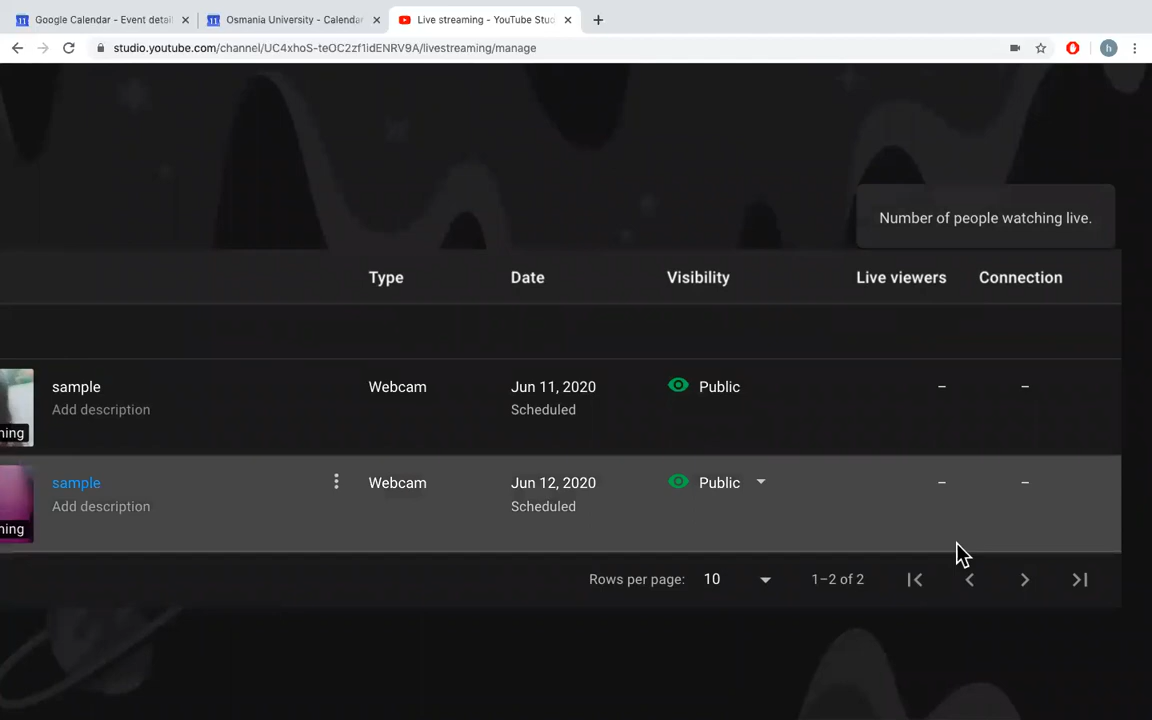 Google Calendar - Event detail
Osmania University - Calendar
Live streaming - YouTube Stud
studio.youtube.com/channel/UC4xhoS-teOC2zf1idENRV9A/livestreaming/manage
h
Number of people watching live.
Type Date Visibility Live viewers Connection
sample Webcam Jun 11, 2020 Public – –
Add description Scheduled
ning
sample Webcam Jun 12, 2020 Public – –
Add description Scheduled
ning
Rows per page: 10 1–2 of 2